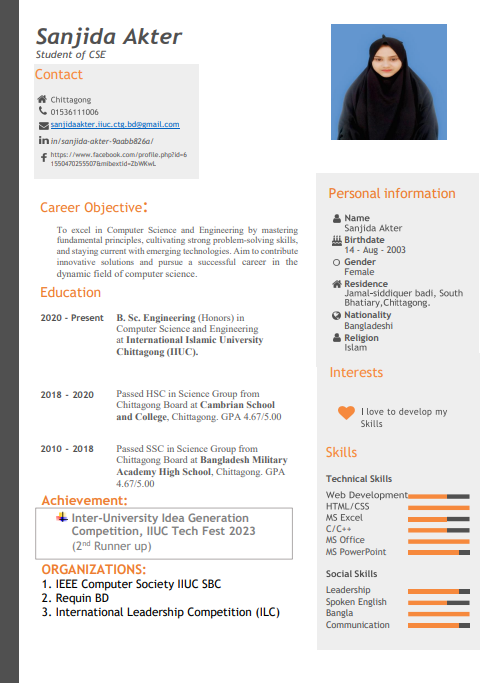 Sanjida Akter
Student of CSE
Contact
Chittagong
01536111006
sanjidaakter.iiuc.ctg.bd@gmail.com
in/sanjida-akter-9aabb826a/
https://www.facebook.com/profile.php?id=6
1550470255507&mibextid=ZbWKwL
Career Objective:
To excel in Computer Science and Engineering by mastering
fundamental principles, cultivating strong problem-solving skills,
and staying current with emerging technologies. Aim to contribute
innovative solutions and pursue a successful career in the
dynamic field of computer science.
Education
2020 - Present
B. Sc. Engineering (Honors) in
Computer Science and Engineering
at International Islamic University
Chittagong (IIUC).
2018 - 2020
Passed HSC in Science Group from
Chittagong Board at Cambrian School
and College, Chittagong. GPA 4.67/5.00
2010 - 2018
Passed SSC in Science Group from
Chittagong Board at Bangladesh Military
Academy High School, Chittagong. GPA
4.67/5.00
Achievement:
Inter-University Idea Generation
Competition, IIUC Tech Fest 2023
(2nd Runner up)
ORGANIZATIONS:
1. IEEE Computer Society IIUC SBC
2. Requin BD
3. International Leadership Competition (ILC)
Personal information
Name
Sanjida Akter
Birthdate
14 - Aug - 2003
Gender
Female
Residence
Jamal-siddiquer badi, South
Bhatiary,Chittagong.
Nationality
Bangladeshi
Religion
Islam
Interests
I love to develop my
Skills
Skills
Technical Skills
Web Development
HTML/CSS
MS Excel
C/C++
MS Office
MS PowerPoint
Social Skills
Leadership
Spoken English
Bangla
Communication